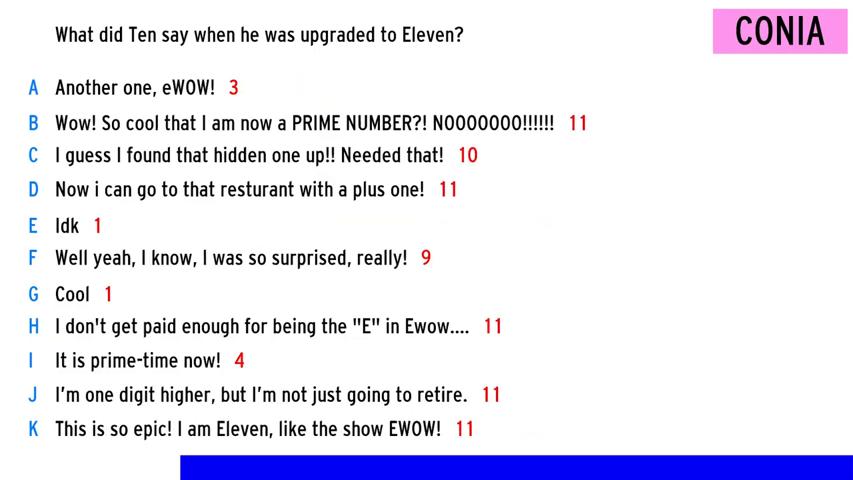 What did Ten say when he was upgraded to Eleven?
CONIA
A Another one, eWOW! 3
B Wow! So cool that I am now a PRIME NUMBER?! NOOOOOOO!!!!!! 11
C I guess I found that hidden one up!! Needed that! 10
D Now i can go to that resturant with a plus one! 11
E Idk 1
F Well yeah, I know, I was so surprised, really! 9
G Cool 1
H I don't get paid enough for being the "E" in Ewow.... 11
I It is prime-time now! 4
J I'm one digit higher, but I'm not just going to retire. 11
K This is so epic! I am Eleven, like the show EWOW! 11